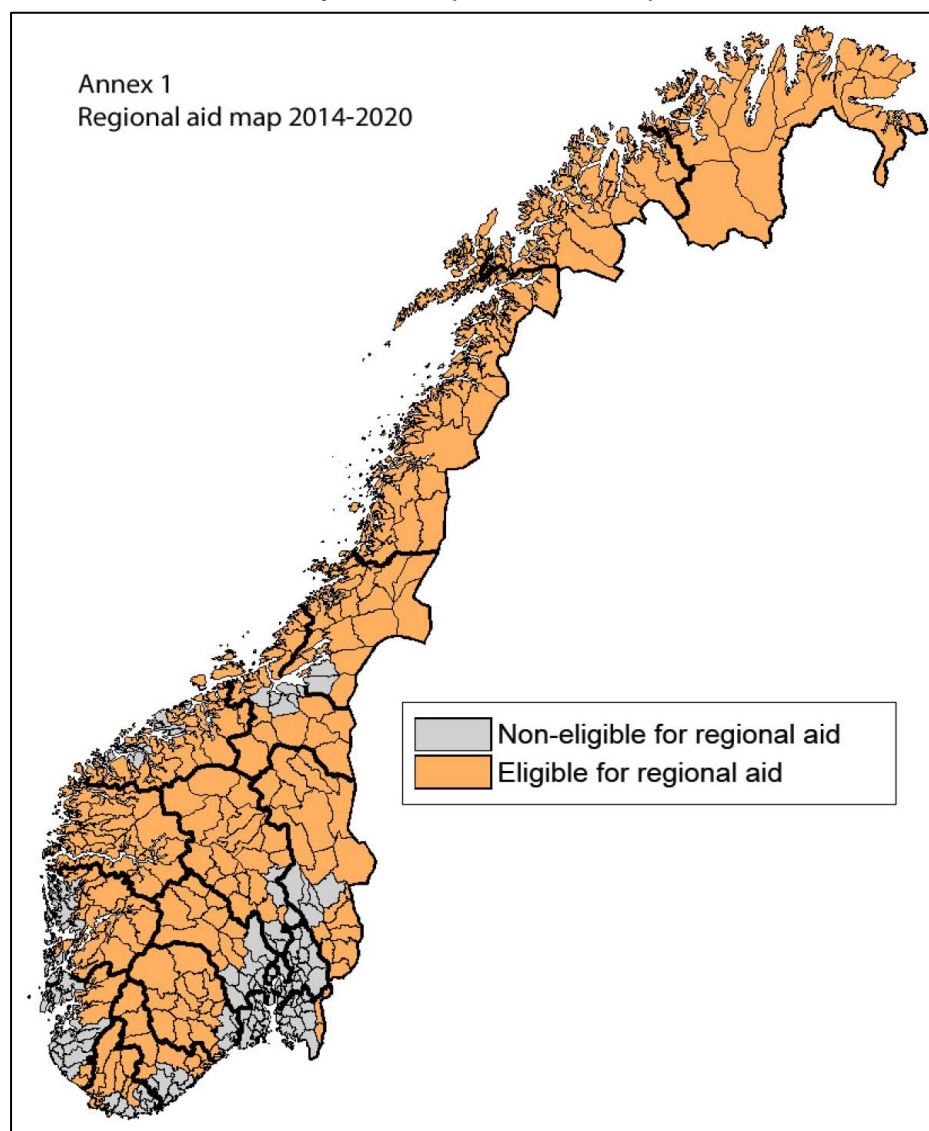 Annex 1
Regional aid map 2014-2020
Non-eligible for regional aid
Eligible for regional aid